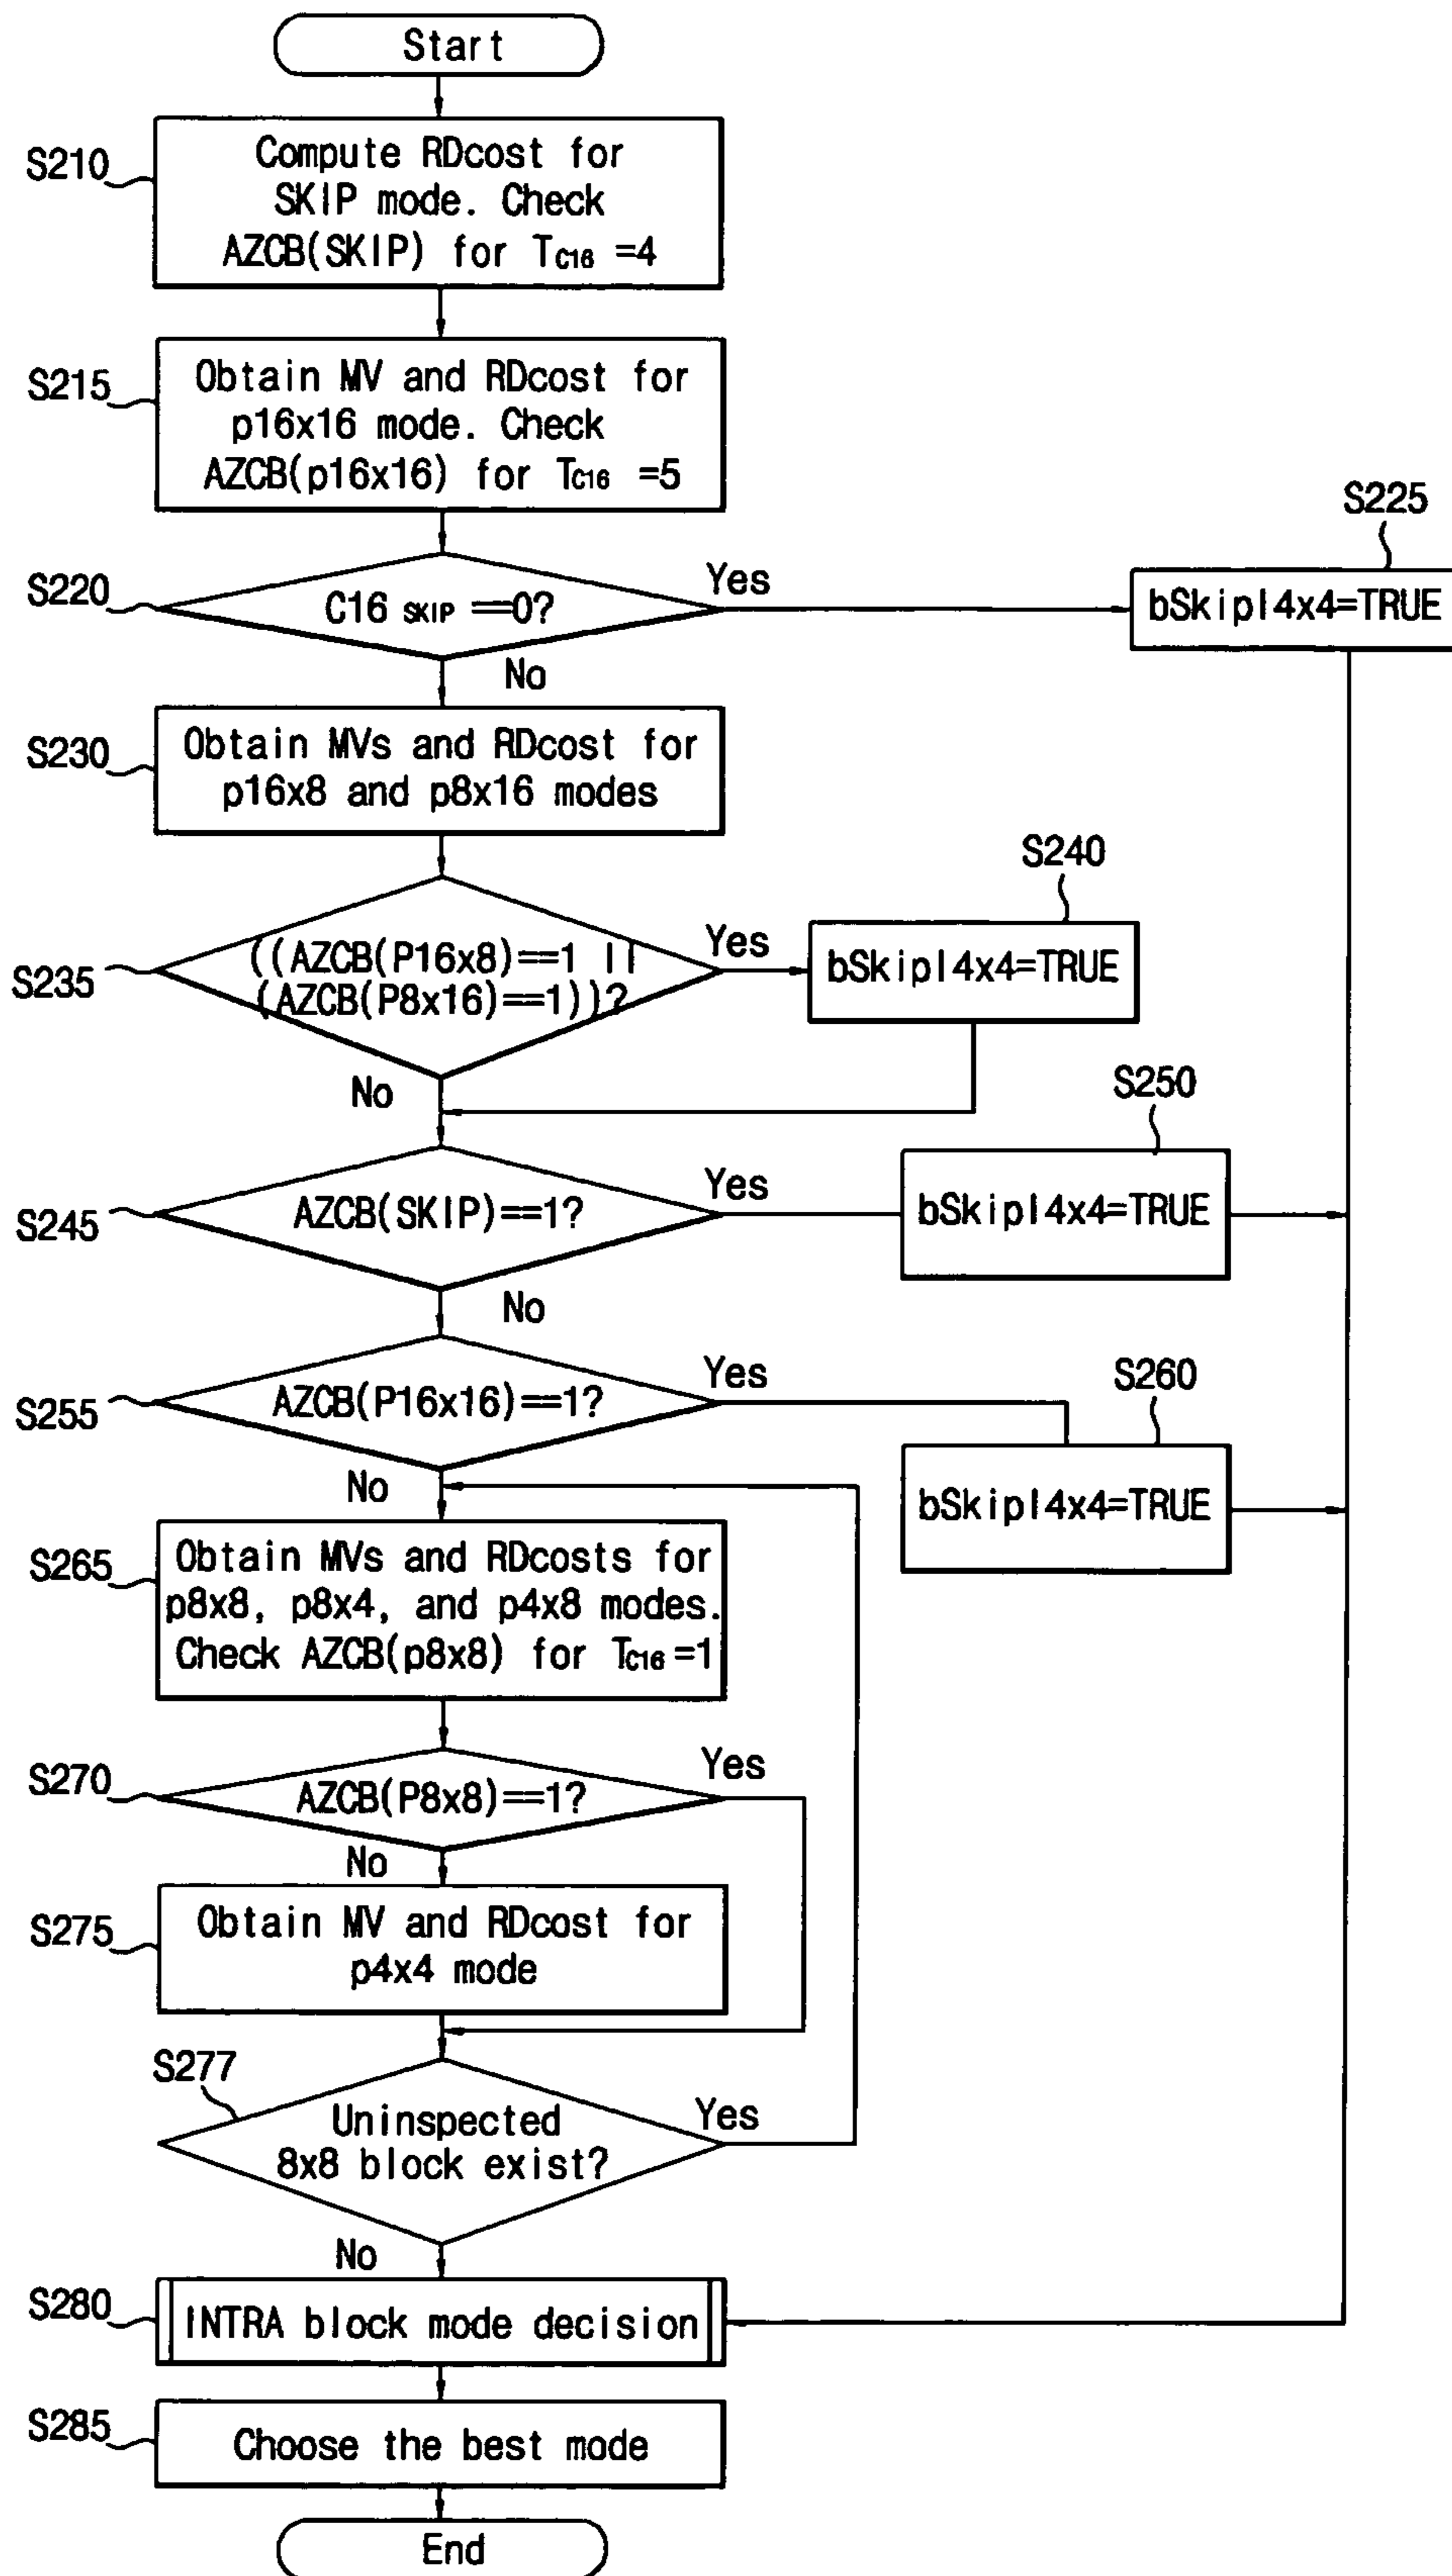 Start
S210
Compute RDcost for
SKIP mode. Check
AZCB(SKIP) for TC16 =4
S215
Obtain MV and RDcost for
p16x16 mode. Check
AZCB(p16x16) for TC16 =5
S220
C16 SKIP ==0?
Yes
S225
bSkipI4x4=TRUE
No
S230
Obtain MVs and RDcost for
p16x8 and p8x16 modes
S235
((AZCB(P16x8)==1 ||
(AZCB(P8x16)==1))?
Yes
S240
bSkipI4x4=TRUE
No
S245
AZCB(SKIP)==1?
Yes
S250
bSkipI4x4=TRUE
No
S255
AZCB(P16x16)==1?
Yes
S260
bSkipI4x4=TRUE
No
S265
Obtain MVs and RDcosts for
p8x8, p8x4, and p4x8 modes.
Check AZCB(p8x8) for TC16 =1
S270
AZCB(P8x8)==1?
Yes
No
S275
Obtain MV and RDcost for
p4x4 mode
S277
Uninspected
8x8 block exist?
Yes
No
S280
INTRA block mode decision
S285
Choose the best mode
End